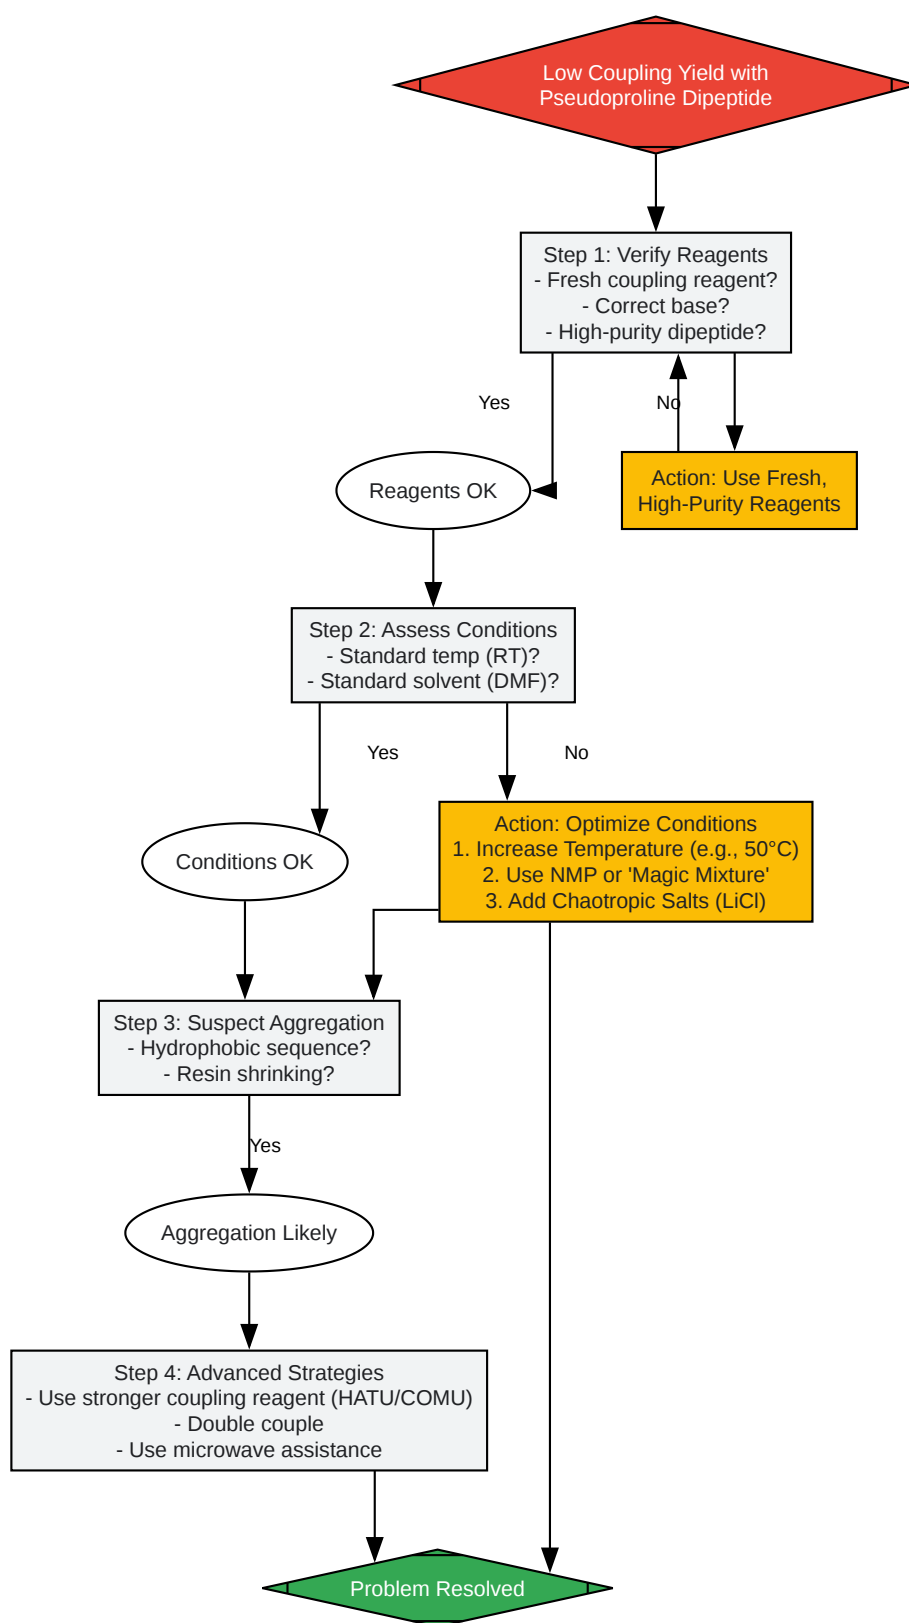 Low Coupling Yield with
Pseudoproline Dipeptide
Step 1: Verify Reagents
- Fresh coupling reagent?
- Correct base?
- High-purity dipeptide?
Yes
No
Reagents OK
Action: Use Fresh,
High-Purity Reagents
Step 2: Assess Conditions
- Standard temp (RT)?
- Standard solvent (DMF)?
Yes
No
Conditions OK
Action: Optimize Conditions
1. Increase Temperature (e.g., 50°C)
2. Use NMP or 'Magic Mixture'
3. Add Chaotropic Salts (LiCl)
Step 3: Suspect Aggregation
- Hydrophobic sequence?
- Resin shrinking?
Yes
Aggregation Likely
Step 4: Advanced Strategies
- Use stronger coupling reagent (HATU/COMU)
- Double couple
- Use microwave assistance
Problem Resolved